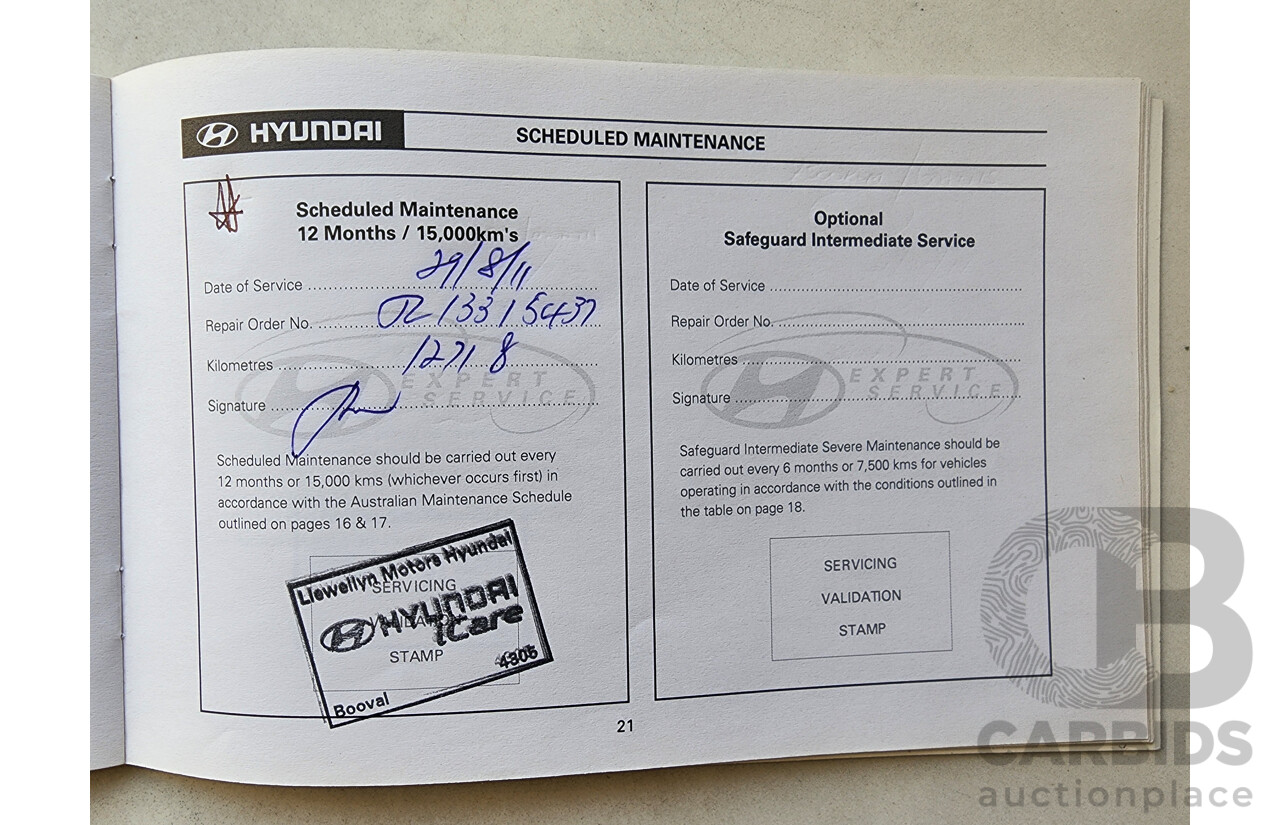 HYUNDAI
SCHEDULED MAINTENANCE
Scheduled Maintenance
12 Months / 15,000km's
Date of Service 29/8/11
Repair Order No. 13315437
Kilometres 12718
Signature
EXPERT
SERVICE
Scheduled Maintenance should be carried out every
12 months or 15,000 kms (whichever occurs first) in
accordance with the Australian Maintenance Schedule
outlined on pages 16 & 17.
SERVICING
VALIDATION
STAMP
Llewellyn Motors Hyundai
HYUNDAI
iCare
4305
Booval
Optional
Safeguard Intermediate Service
Date of Service
Repair Order No.
Kilometres
Signature
EXPERT
SERVICE
Safeguard Intermediate Severe Maintenance should be
carried out every 6 months or 7,500 kms for vehicles
operating in accordance with the conditions outlined in
the table on page 18.
SERVICING
VALIDATION
STAMP
21
CB
CARBIDS
auctionplace